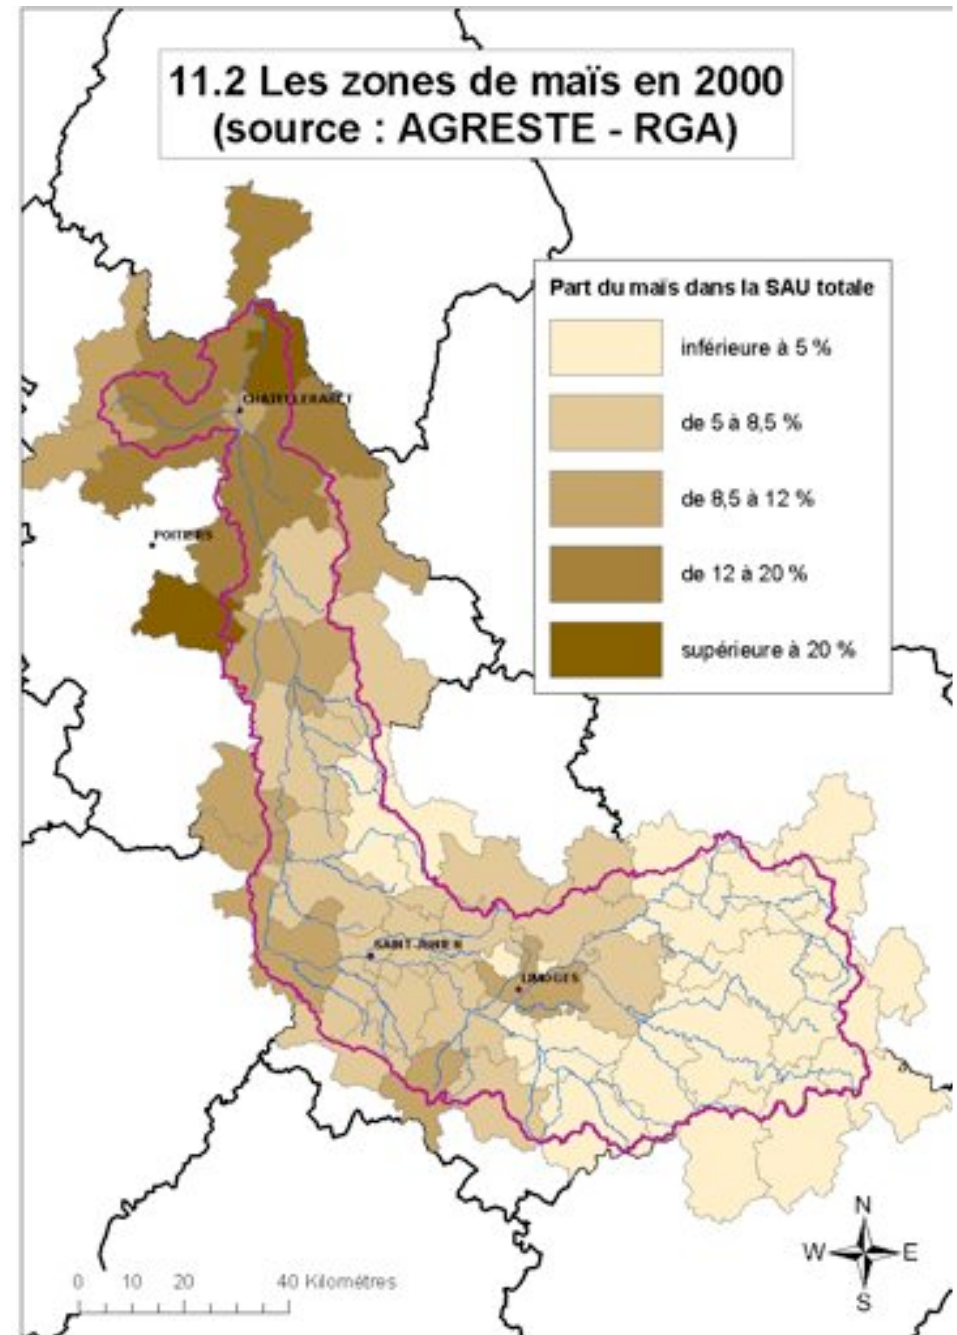 11.2 Les zones de maïs en 2000
(source : AGRESTE - RGA)
Part du maïs dans la SAU totale
inférieure à 5 %
de 5 à 8,5 %
de 8,5 à 12 %
de 12 à 20 %
supérieure à 20 %
CHATELLERAULT
POITIERS
SAINT-JUNIEN
LIMOGES
N
W E
S
0 10 20 40 Kilomètres